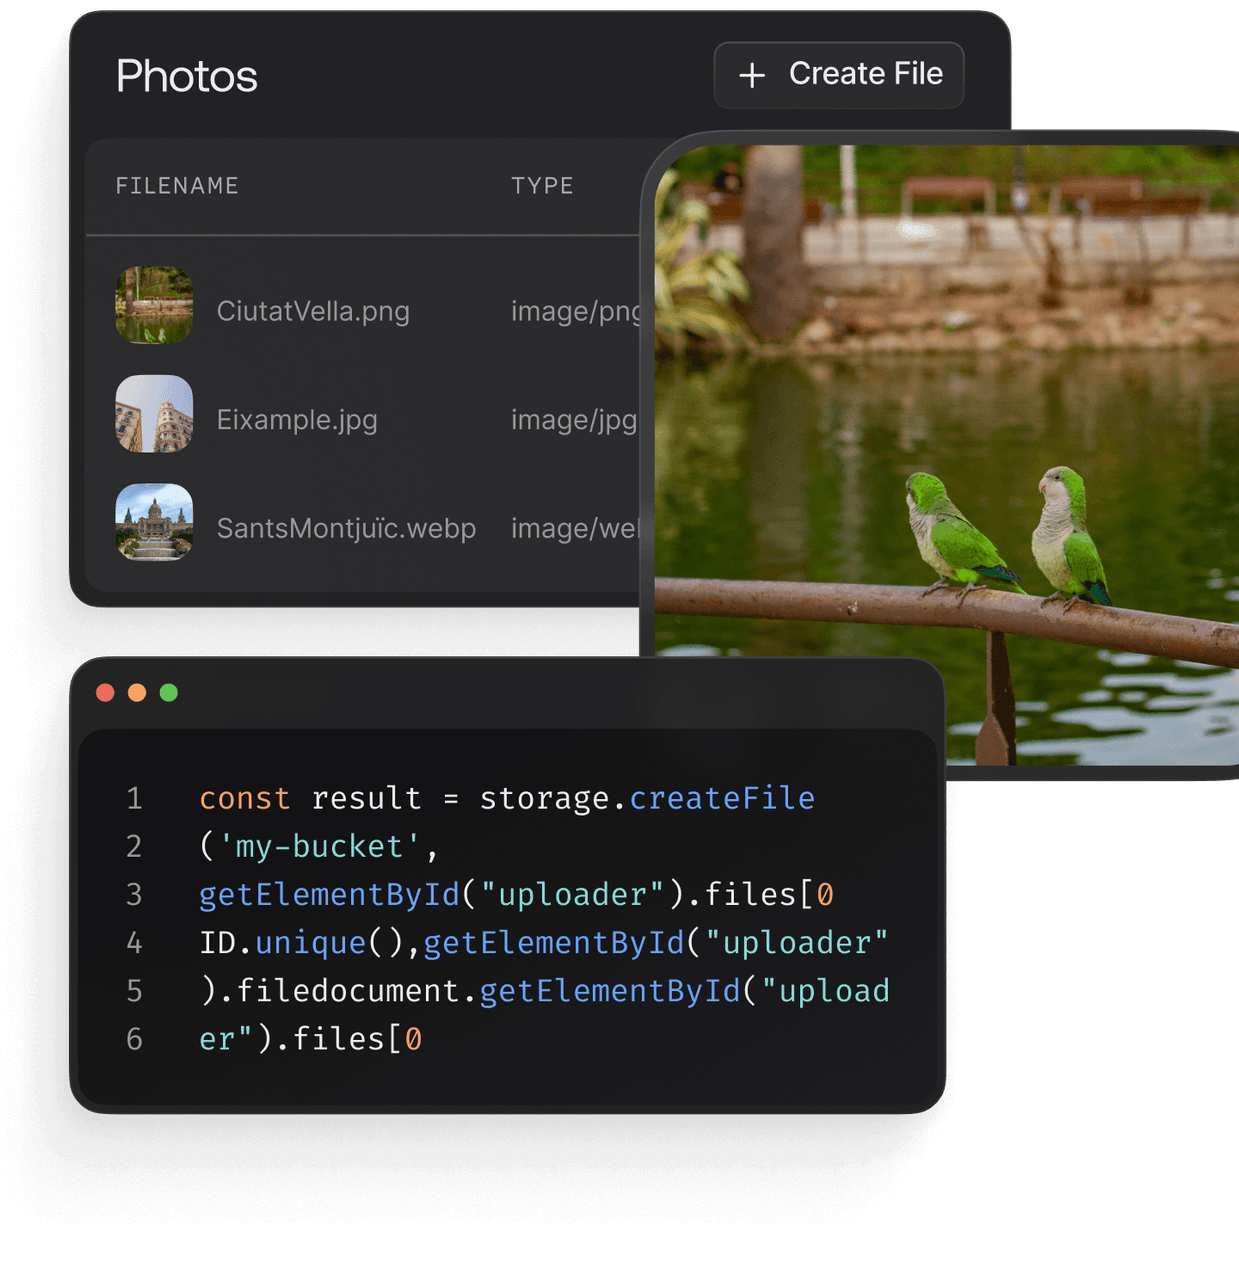 Photos
+ Create File
FILENAME TYPE
CiutatVella.png image/png
Eixample.jpg image/jpg
SantsMontjuïc.webp image/we
1 const result = storage.createFile
2 ('my-bucket',
3 getElementById("uploader").files[0
4 ID.unique(),getElementById("uploader"
5 ).filedocument.getElementById("upload
6 er").files[0